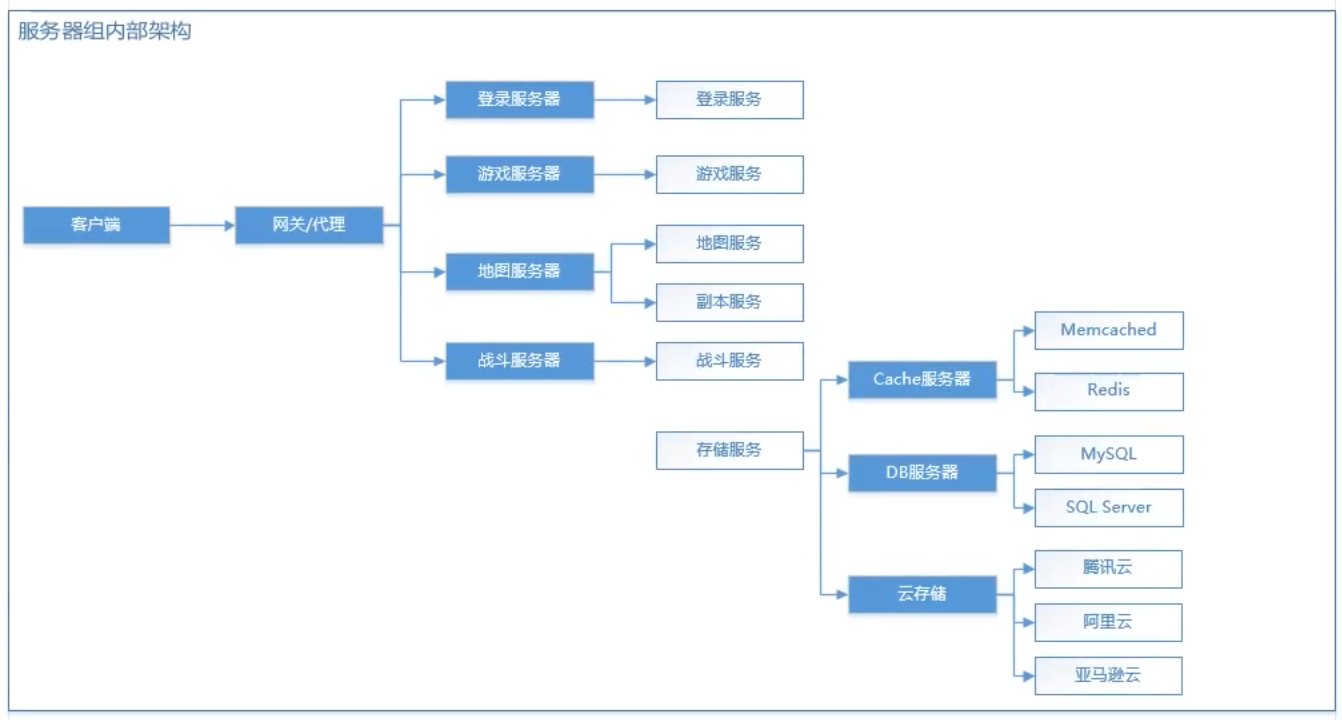 服务器组内部架构
登录服务器
登录服务
游戏服务器
游戏服务
客户端
网关/代理
地图服务器
地图服务
副本服务
战斗服务器
战斗服务
存储服务
Cache服务器
Memcached
Redis
DB服务器
MySQL
SQL Server
云存储
腾讯云
阿里云
亚马逊云